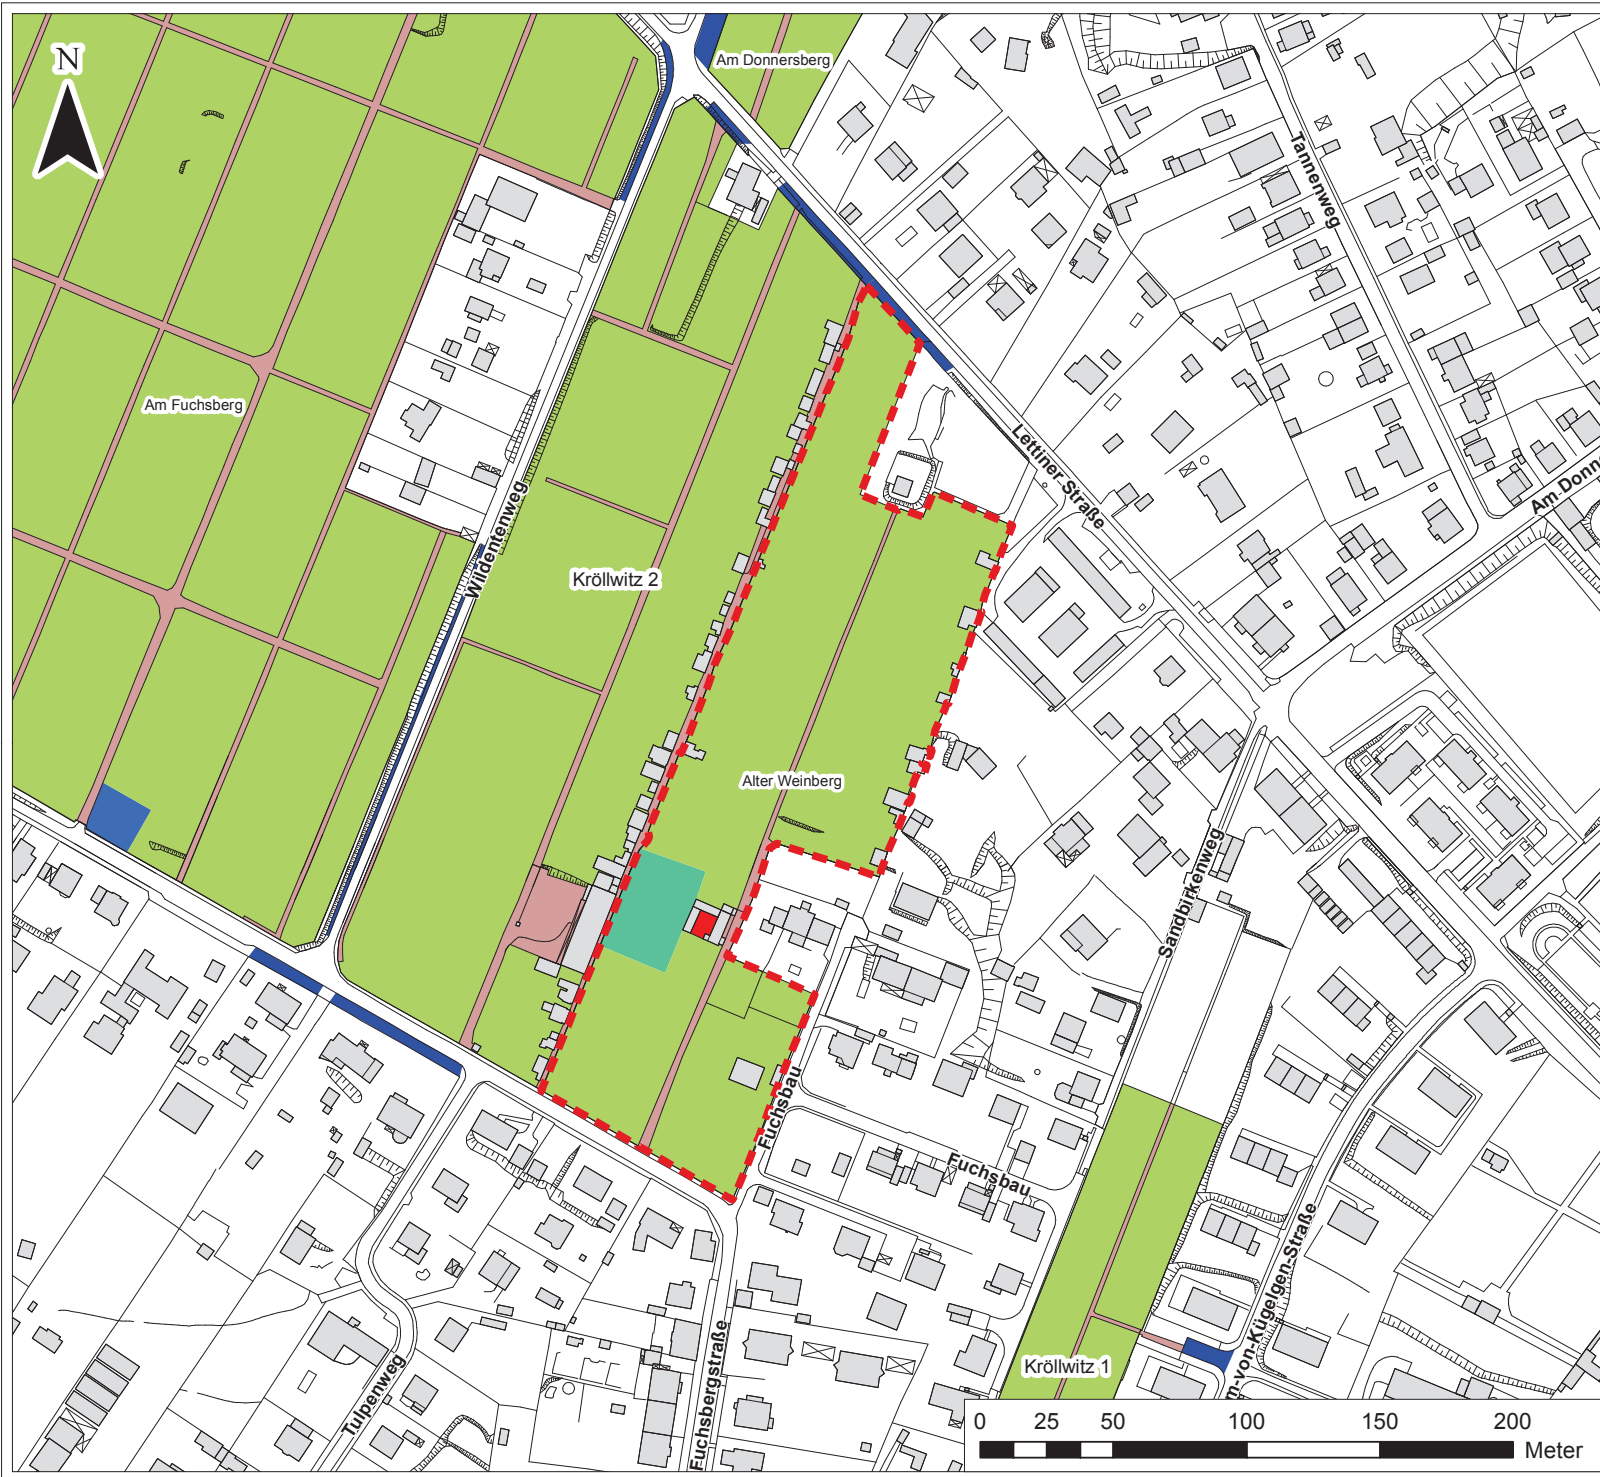 N
Am Donnersberg
Tannenweg
Am Fuchsberg
Lettiner Straße
Am Donn
Wildentenweg
Kröllwitz 2
Alter Weinberg
Sandbirkenweg
Fuchsbau
Fuchsbau
m-von-Kügelgen-Straße
Kröllwitz 1
Tulpenweg
Fuchsbergstraße
0 25 50 100 150 200
Meter